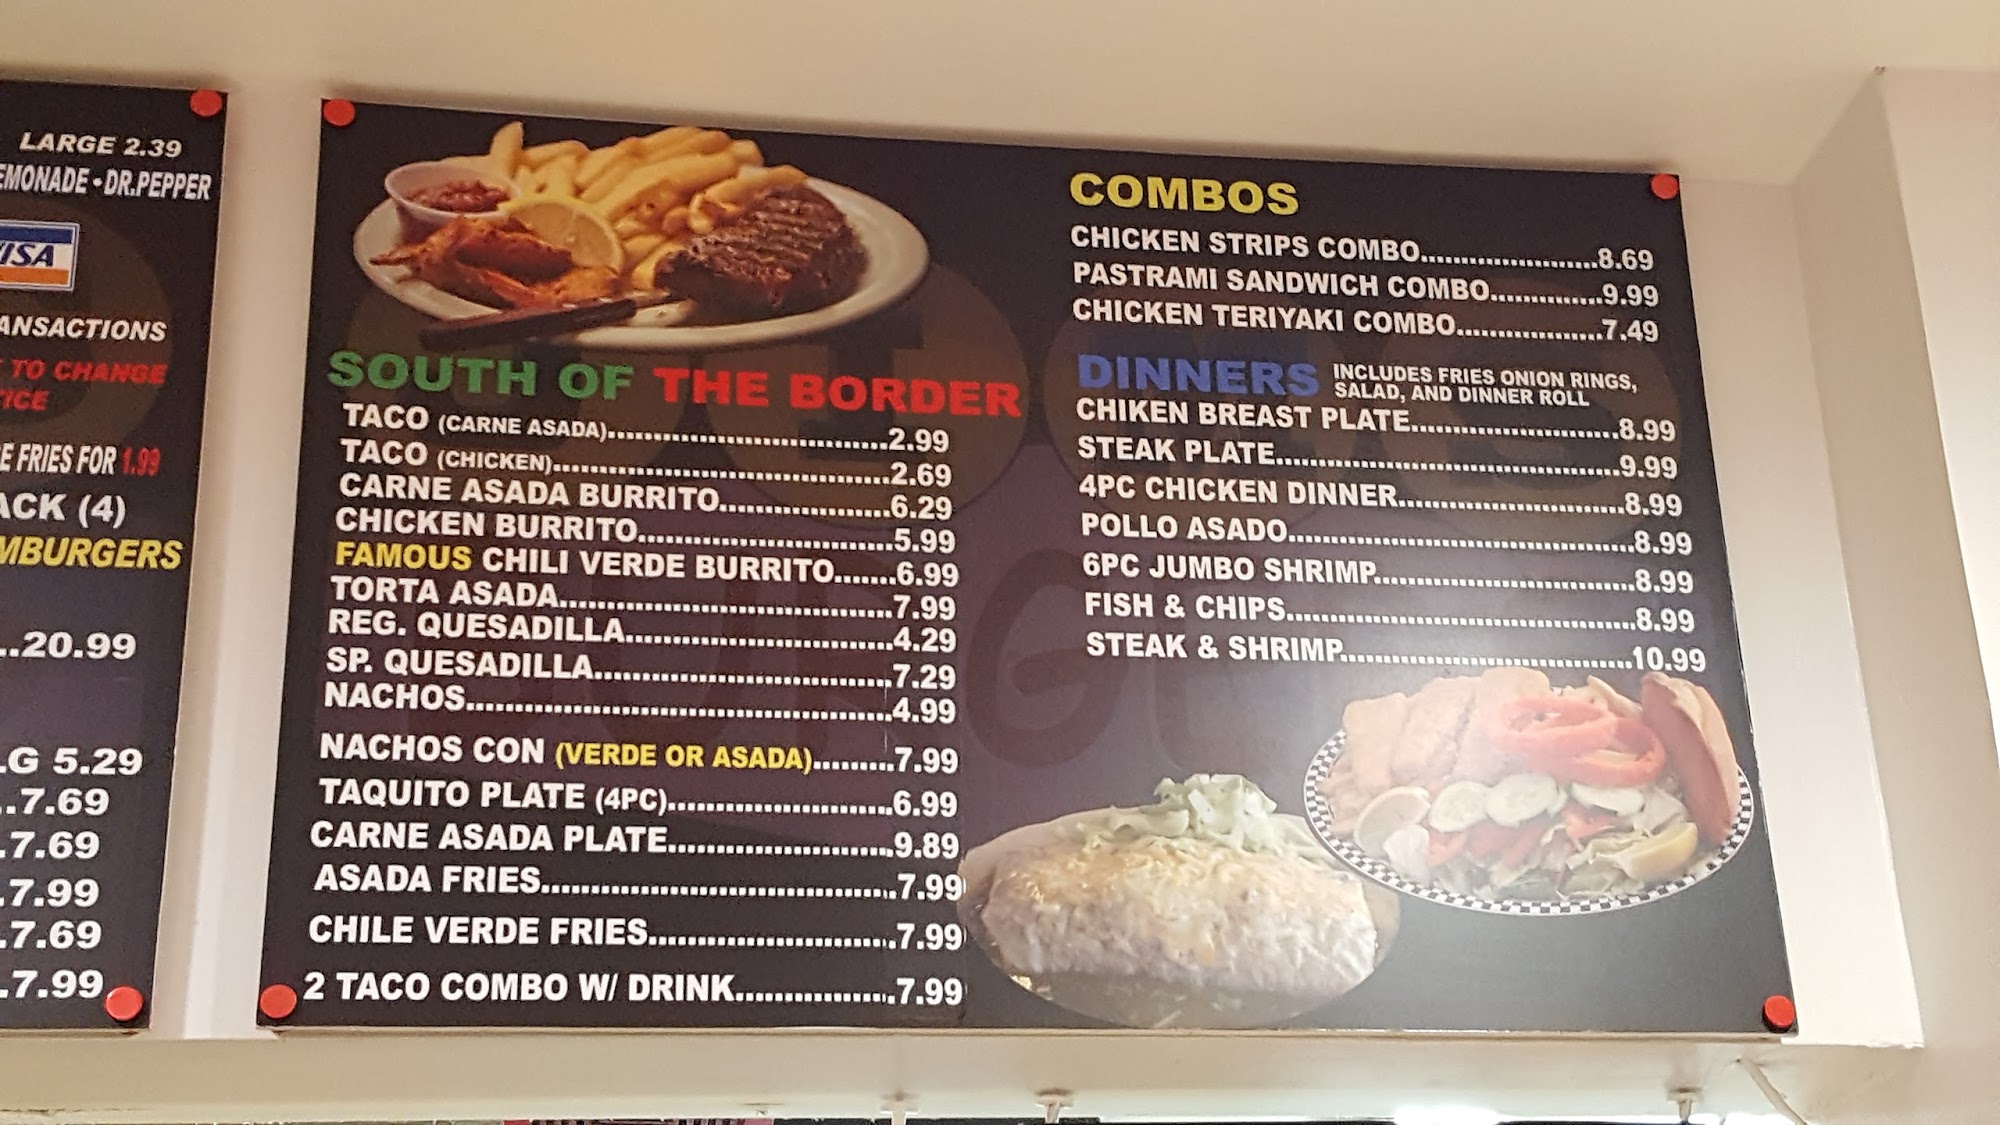 LARGE 2.39
DR.PEPPER
VISA
TO CHANGE
FRIES FOR 1.99
(4)
20.99
5.29
7.69
7.69
7.99
7.69
7.99
SOUTH OF THE BORDER
TACO (CARNE ASADA)..........2.99
TACO (CHICKEN)..........2.69
CARNE ASADA BURRITO..........6.29
CHICKEN BURRITO..........5.99
FAMOUS CHILI VERDE BURRITO.......6.99
TORTA ASADA..........7.99
REG. QUESADILLA..........4.29
SP. QUESADILLA..........7.29
NACHOS..........4.99
NACHOS CON (VERDE OR ASADA).........7.99
TAQUITO PLATE (4PC)..........6.99
CARNE ASADA PLATE..........9.89
ASADA FRIES..........7.99
CHILE VERDE FRIES..........7.99
2 TACO COMBO W/ DRINK..........7.99
COMBOS
CHICKEN STRIPS COMBO..........8.69
PASTRAMI SANDWICH COMBO..........9.99
CHICKEN TERIYAKI COMBO..........7.49
DINNERS INCLUDES FRIES ONION RINGS,
SALAD, AND DINNER ROLL
CHIKEN BREAST PLATE..........8.99
STEAK PLATE..........9.99
4PC CHICKEN DINNER..........8.99
POLLO ASADO..........8.99
6PC JUMBO SHRIMP..........8.99
FISH & CHIPS..........8.99
STEAK & SHRIMP..........10.99